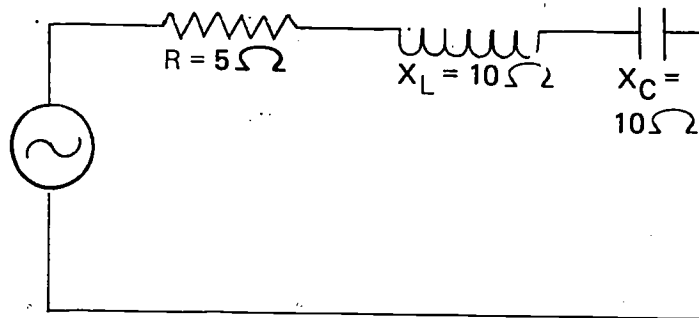 R = 5Ω
X_L = 10Ω
X_C =
10Ω